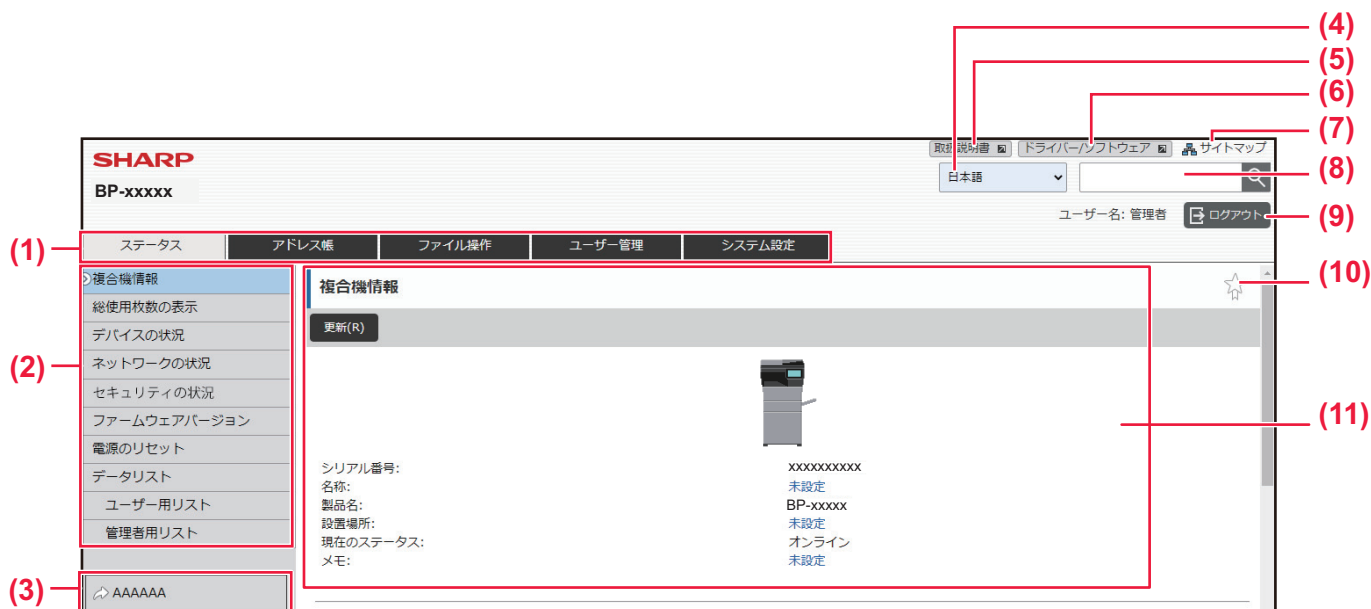 (4)
(5)
(6)
(7)
SHARP
取扱説明書 ドライバー/ソフトウェア サイトマップ
BP-xxxxx
日本語
(8)
ユーザー名: 管理者 ログアウト
(9)
(1)
ステータス アドレス帳 ファイル操作 ユーザー管理 システム設定
複合機情報
総使用枚数の表示
デバイスの状況
ネットワークの状況
セキュリティの状況
ファームウェアバージョン
電源のリセット
データリスト
ユーザー用リスト
管理者用リスト
(2)
(3)
AAAAAA
複合機情報
(10)
更新(R)
(11)
シリアル番号: xxxxxxxxxx
名称: 未設定
製品名: BP-xxxxx
設置場所: 未設定
現在のステータス: オンライン
メモ: 未設定